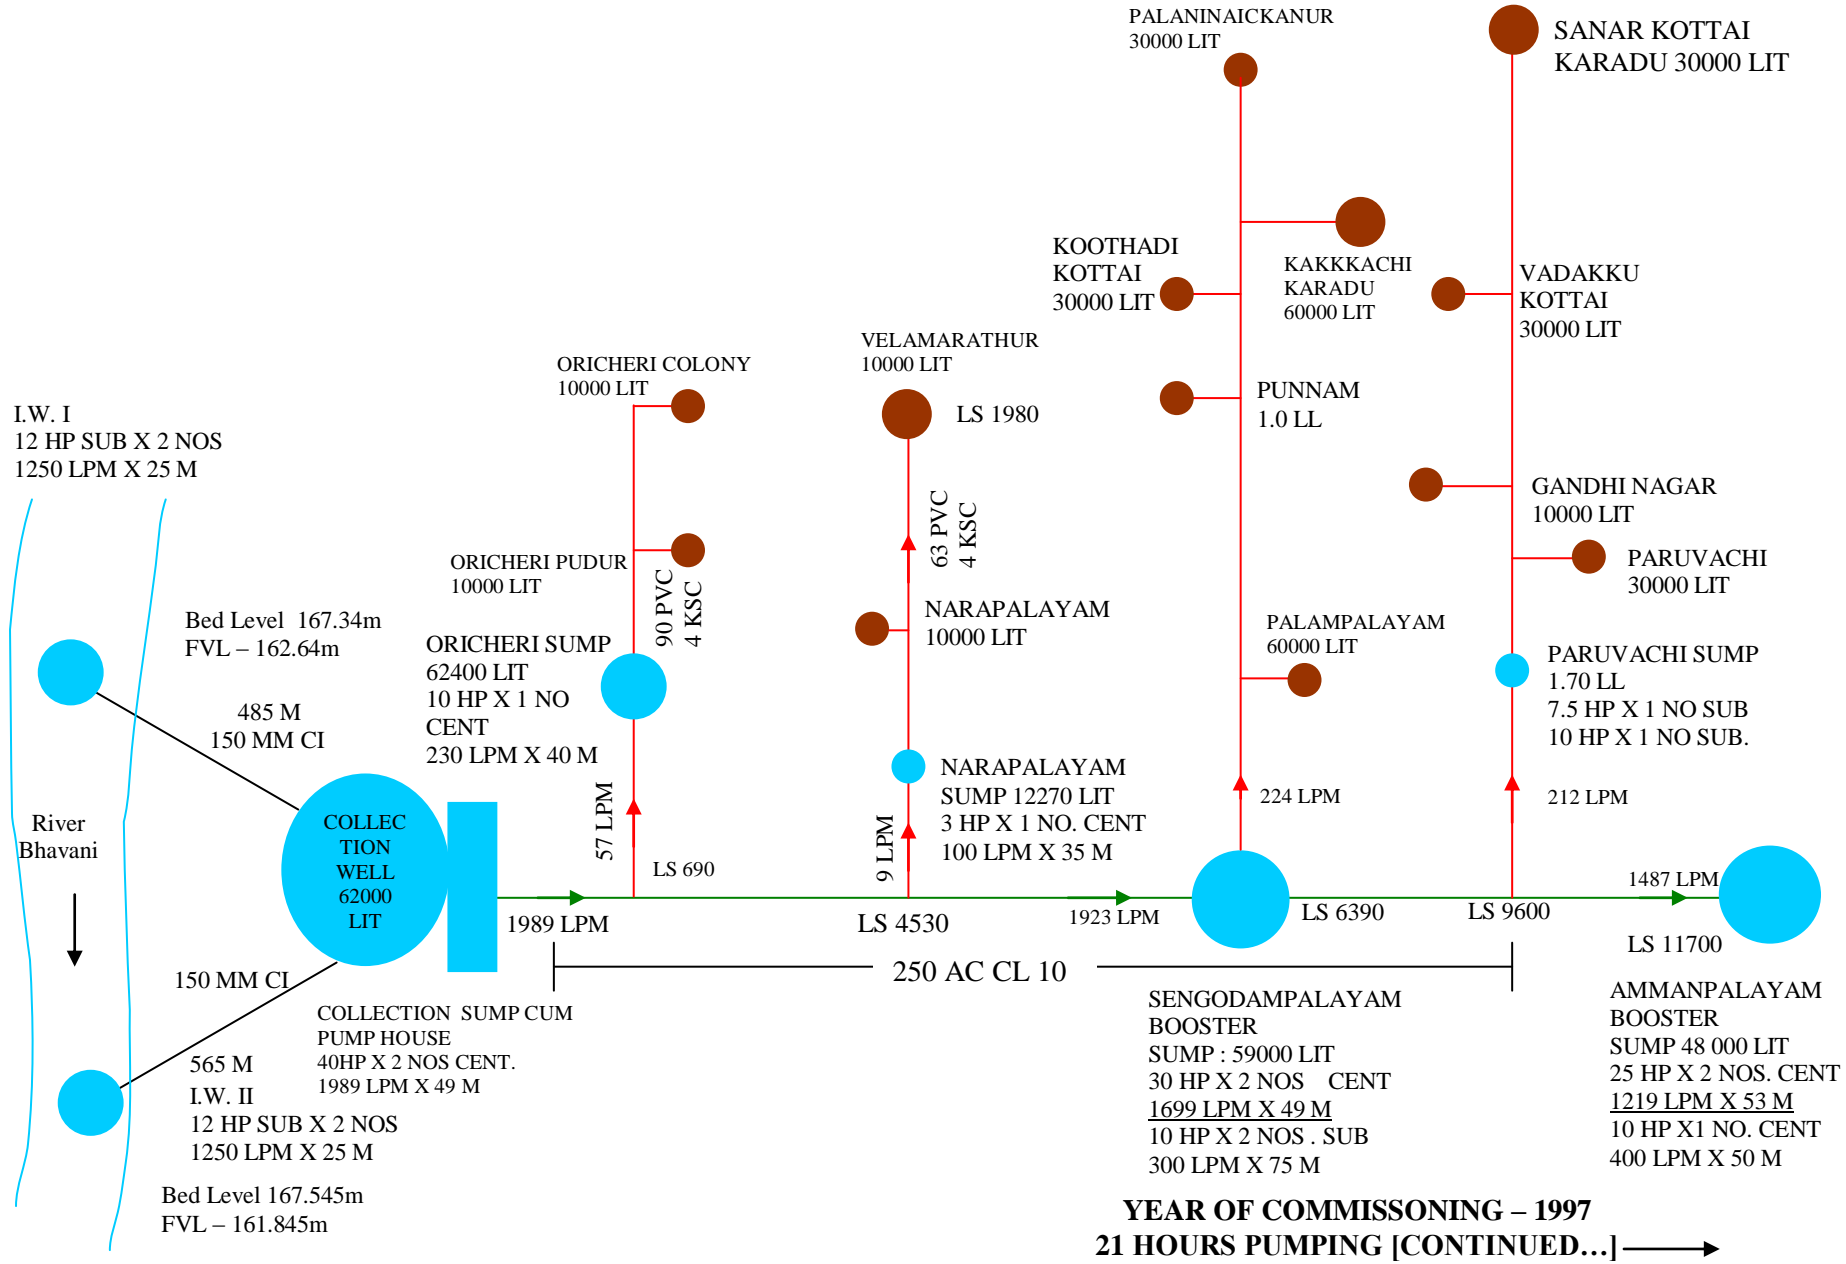 PALANINAICKANUR
30000 LIT
SANAR KOTTAI
KARADU 30000 LIT
KOOTHADI
KOTTAI
30000 LIT
KAKKKACHI
KARADU
60000 LIT
VADAKKU
KOTTAI
30000 LIT
VELAMARATHUR
10000 LIT
LS 1980
ORICHERI COLONY
10000 LIT
PUNNAM
1.0 LL
I.W. I
12 HP SUB X 2 NOS
1250 LPM X 25 M
GANDHI NAGAR
10000 LIT
63 PVC
4 KSC
ORICHERI PUDUR
10000 LIT
90 PVC
4 KSC
PARUVACHI
30000 LIT
NARAPALAYAM
10000 LIT
PALAMPALAYAM
60000 LIT
Bed Level  167.34m
FVL – 162.64m
ORICHERI SUMP
62400 LIT
10 HP X 1 NO
CENT
230 LPM X 40 M
PARUVACHI SUMP
1.70 LL
7.5 HP X 1 NO SUB
10 HP X 1 NO SUB.
485 M
150 MM CI
NARAPALAYAM
SUMP 12270 LIT
3 HP X 1 NO. CENT
100 LPM X 35 M
224 LPM
212 LPM
River
Bhavani
COLLEC
TION
WELL
62000
LIT
57 LPM
LS 690
9 LPM
1989 LPM
LS 4530
1923 LPM
LS 6390
LS 9600
1487 LPM
LS 11700
250 AC CL 10
150 MM CI
COLLECTION  SUMP CUM
PUMP HOUSE
40HP X 2 NOS CENT.
1989 LPM X 49 M
565 M
I.W. II
12 HP SUB X 2 NOS
1250 LPM X 25 M
Bed Level 167.545m
FVL – 161.845m
SENGODAMPALAYAM
BOOSTER
SUMP : 59000 LIT
30 HP X 2 NOS   CENT
1699 LPM X 49 M
10 HP X 2 NOS . SUB
300 LPM X 75 M
AMMANPALAYAM
BOOSTER
SUMP 48 000 LIT
25 HP X 2 NOS. CENT
1219 LPM X 53 M
10 HP X1 NO. CENT
400 LPM X 50 M
YEAR OF COMMISSONING – 1997
21 HOURS PUMPING [CONTINUED…]